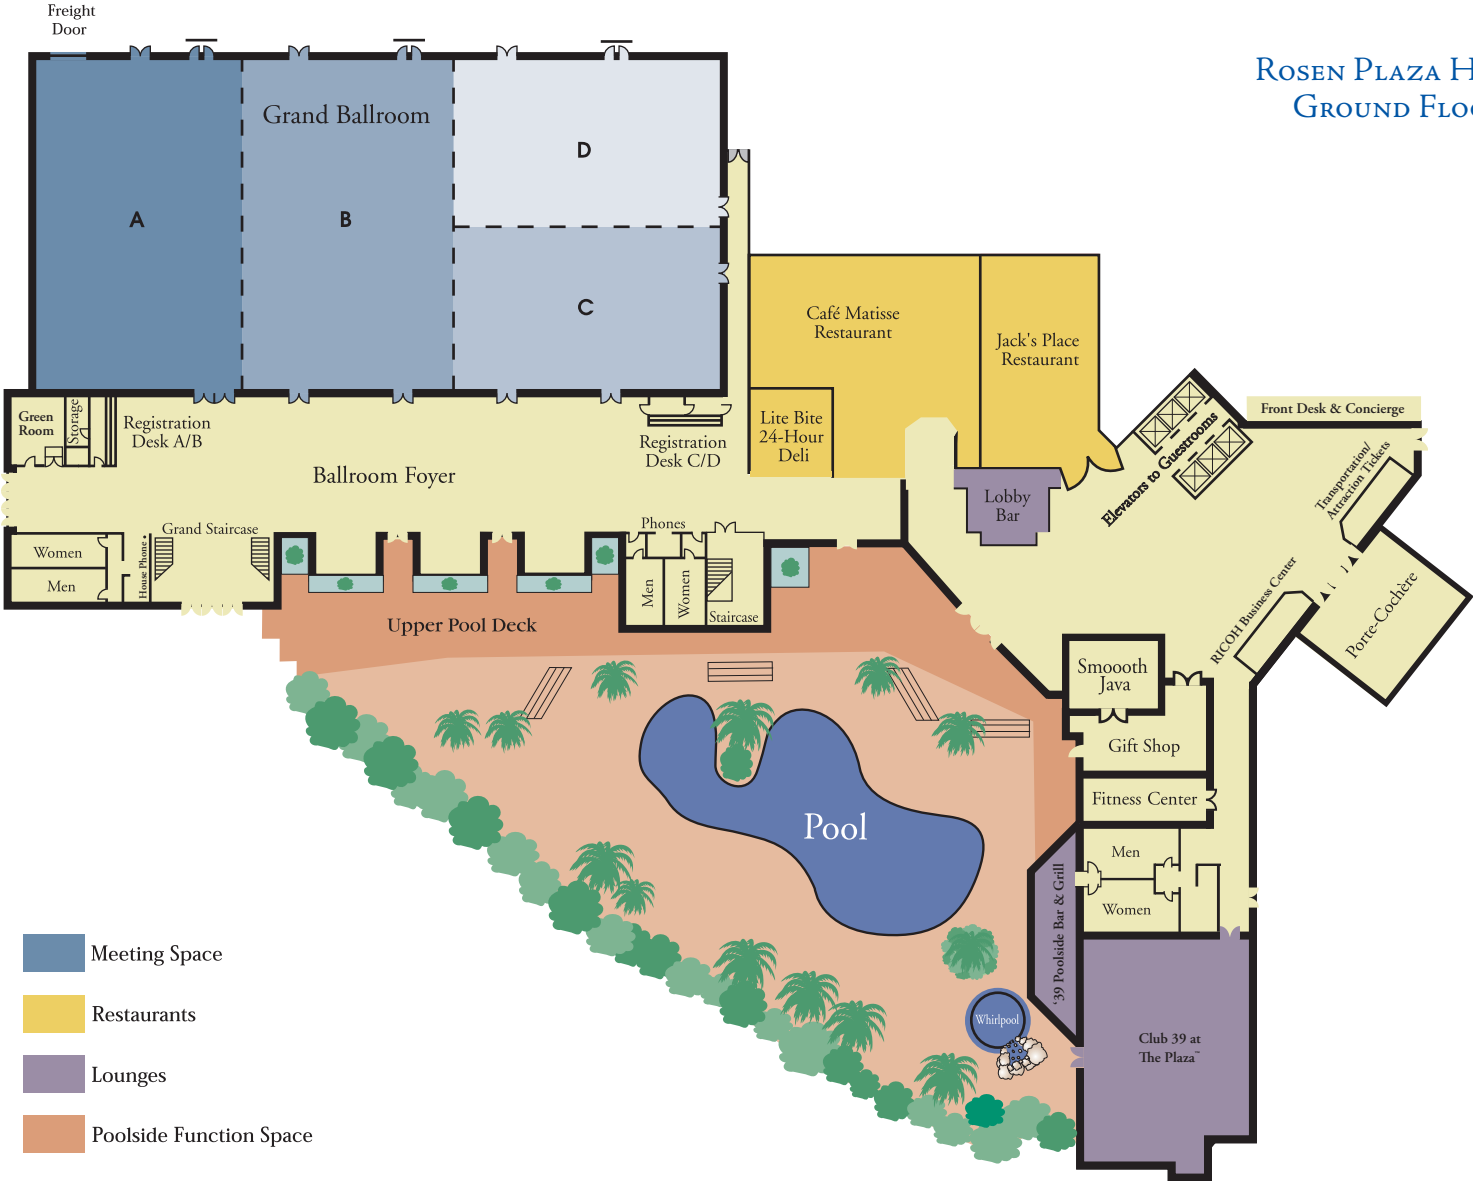 Freight
Door
Rosen Plaza H
Ground Floo
Grand Ballroom
A
B
D
C
Café Matisse
Restaurant
Jack's Place
Restaurant
Lite Bite
24-Hour
Deli
Green
Room
Storage
Registration
Desk A/B
Registration
Desk C/D
Ballroom Foyer
Lobby
Bar
Elevators to Guestrooms
Front Desk & Concierge
Transportation/
Attraction Tickets
Grand Staircase
Phones
Women
Men
House Phone
Men
Women
Staircase
RICOH Business Center
Porte-Cochère
Upper Pool Deck
Smoooth
Java
Gift Shop
Fitness Center
Pool
Men
Women
'39 Poolside Bar & Grill
Whirlpool
Club 39 at
The Plaza™
Meeting Space
Restaurants
Lounges
Poolside Function Space